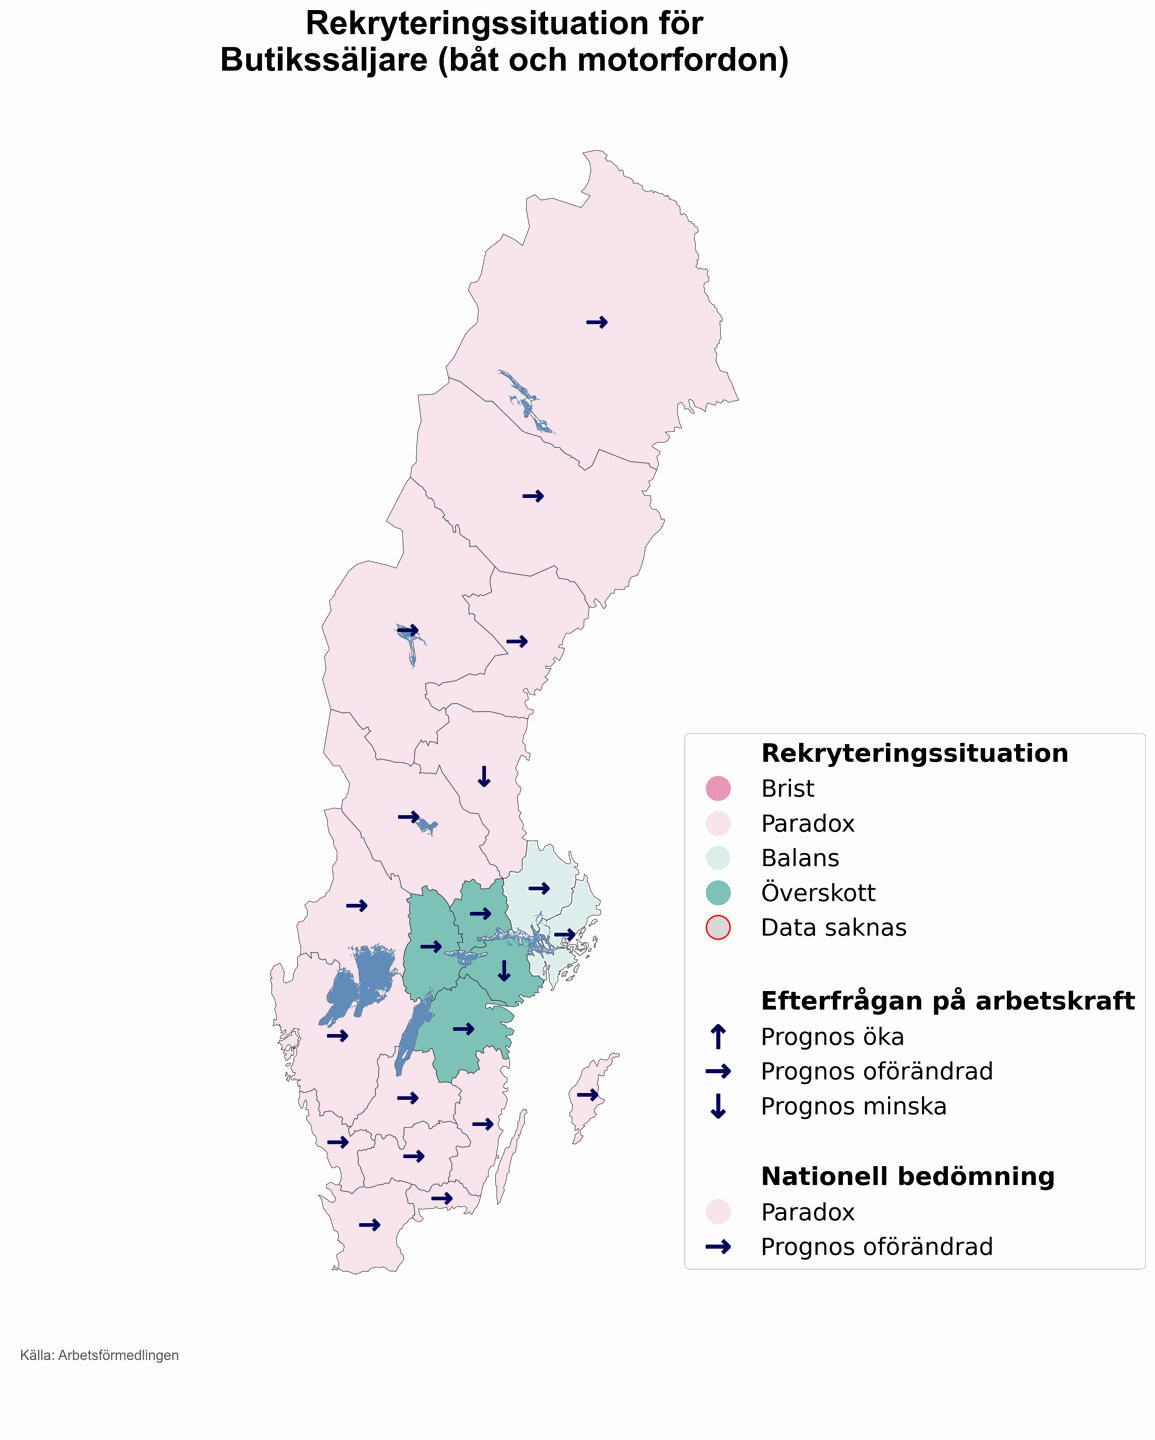 Rekryteringssituation för
Butikssäljare (båt och motorfordon)
Rekryteringssituation
Brist
Paradox
Balans
Överskott
Data saknas
Efterfrågan på arbetskraft
Prognos öka
Prognos oförändrad
Prognos minska
Nationell bedömning
Paradox
Prognos oförändrad
Källa: Arbetsförmedlingen